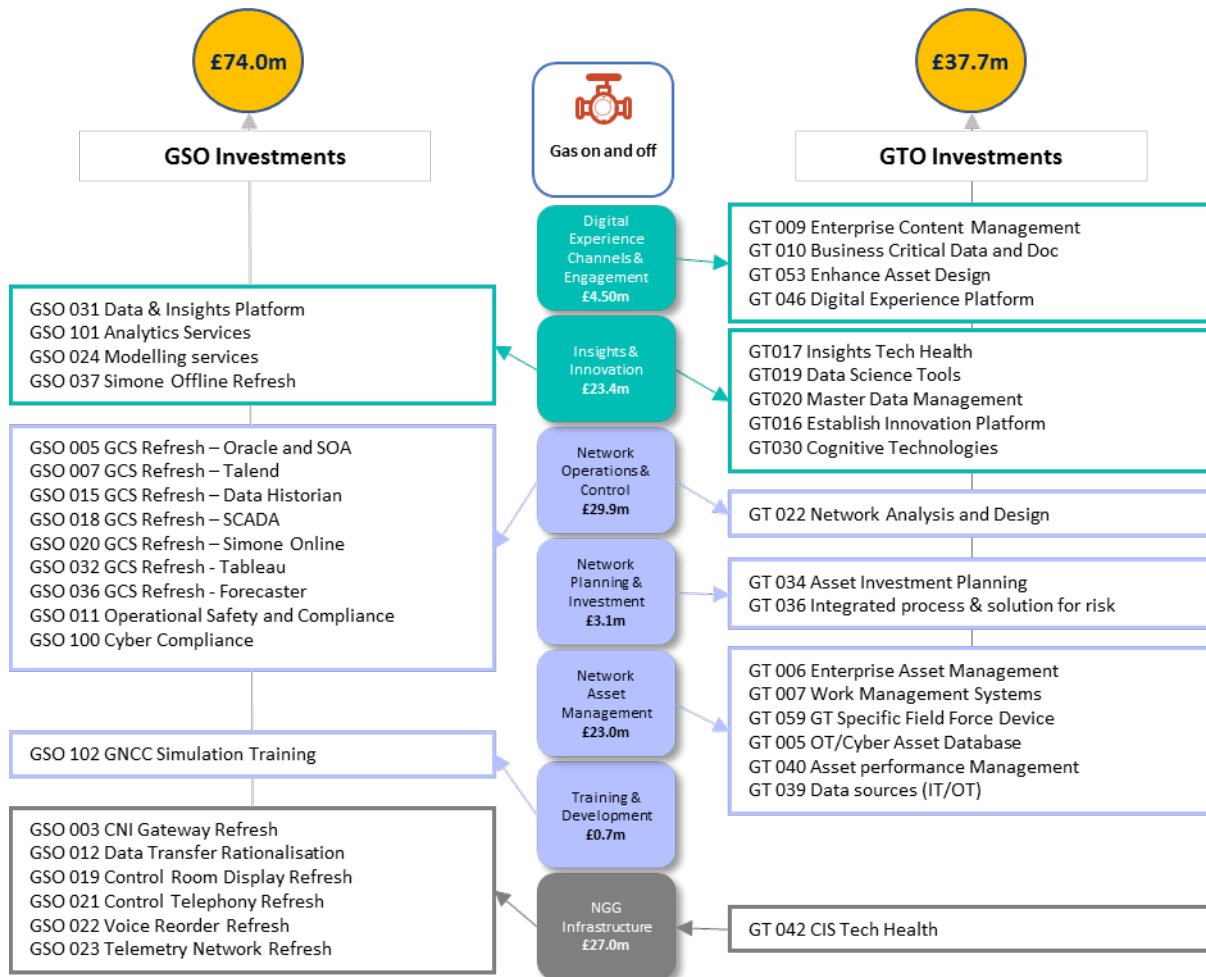 £74.0m
£37.7m
GSO Investments
Gas on and off
GTO Investments
Digital
Experience
Channels &
Engagement
£4.50m
GT 009 Enterprise Content Management
GT 010 Business Critical Data and Doc
GT 053 Enhance Asset Design
GT 046 Digital Experience Platform
GSO 031 Data & Insights Platform
GSO 101 Analytics Services
GSO 024 Modelling services
GSO 037 Simone Offline Refresh
Insights &
Innovation
£23.4m
GT017 Insights Tech Health
GT019 Data Science Tools
GT020 Master Data Management
GT016 Establish Innovation Platform
GT030 Cognitive Technologies
GSO 005 GCS Refresh – Oracle and SOA
GSO 007 GCS Refresh – Talend
GSO 015 GCS Refresh – Data Historian
GSO 018 GCS Refresh – SCADA
GSO 020 GCS Refresh – Simone Online
GSO 032 GCS Refresh - Tableau
GSO 036 GCS Refresh - Forecaster
GSO 011 Operational Safety and Compliance
GSO 100 Cyber Compliance
Network
Operations &
Control
£29.9m
GT 022 Network Analysis and Design
Network
Planning &
Investment
£3.1m
GT 034 Asset Investment Planning
GT 036 Integrated process & solution for risk
Network
Asset
Management
£23.0m
GT 006 Enterprise Asset Management
GT 007 Work Management Systems
GT 059 GT Specific Field Force Device
GT 005 OT/Cyber Asset Database
GT 040 Asset performance Management
GT 039 Data sources (IT/OT)
GSO 102 GNCC Simulation Training
Training &
Development
£0.7m
GSO 003 CNI Gateway Refresh
GSO 012 Data Transfer Rationalisation
GSO 019 Control Room Display Refresh
GSO 021 Control Telephony Refresh
GSO 022 Voice Reorder Refresh
GSO 023 Telemetry Network Refresh
NGG
Infrastructure
£27.0m
GT 042 CIS Tech Health